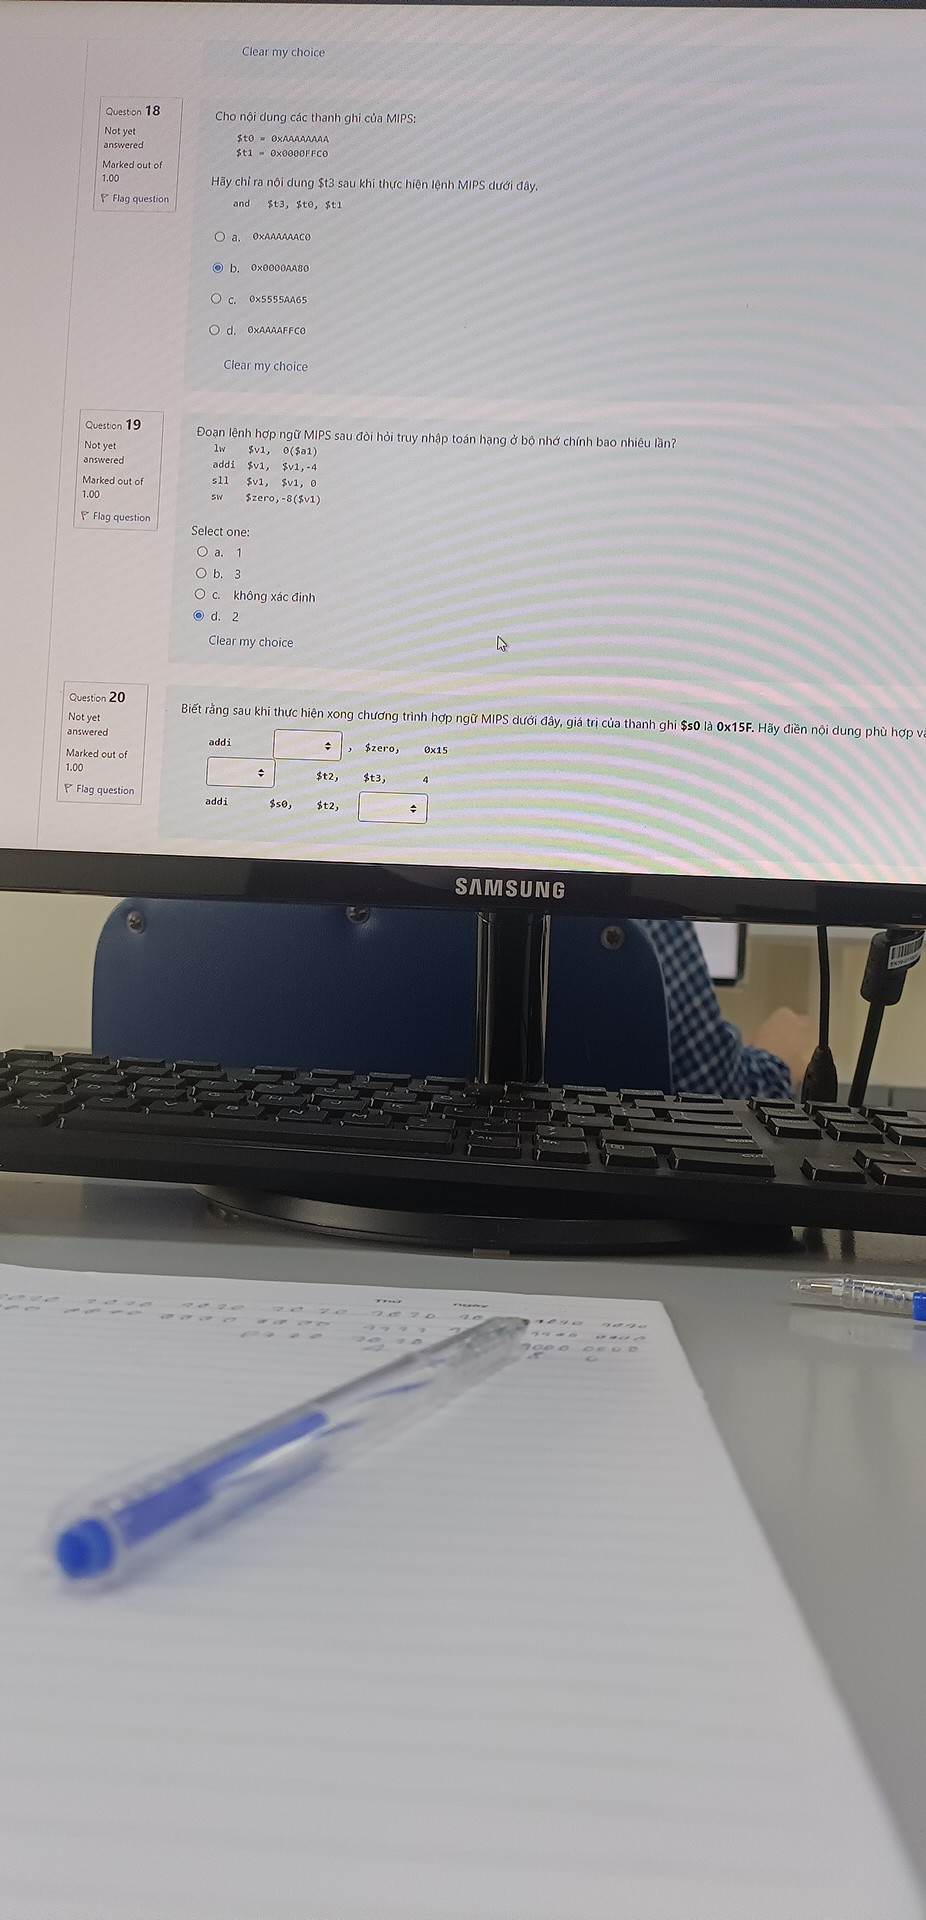 Clear my choice
Question 18
Not yet
answered
Marked out of
1.00
Flag question
Cho nội dung các thanh ghi của MIPS:
$t0 = 0xAAAAAAAA
$t1 = 0x0000FFC0
Hãy chỉ ra nội dung $t3 sau khi thực hiện lệnh MIPS dưới đây.
and $t3, $t0, $t1
a. 0xAAAAAAC0
b. 0x0000AA80
c. 0x5555AA65
d. 0xAAAAFFC0
Clear my choice
Question 19
Not yet
answered
Marked out of
1.00
Flag question
Đoạn lệnh hợp ngữ MIPS sau đòi hỏi truy nhập toán hạng ở bộ nhớ chính bao nhiêu lần?
lw $v1, 0($a1)
addi $v1, $v1,-4
sll $v1, $v1, 0
sw $zero,-8($v1)
Select one:
a. 1
b. 3
c. không xác định
d. 2
Clear my choice
Question 20
Not yet
answered
Marked out of
1.00
Flag question
Biết rằng sau khi thực hiện xong chương trình hợp ngữ MIPS dưới đây, giá trị của thanh ghi $s0 là 0x15F. Hãy điền nội dung phù hợp và
addi , $zero, 0x15
$t2, $t3, 4
addi $s0, $t2,
SAMSUNG